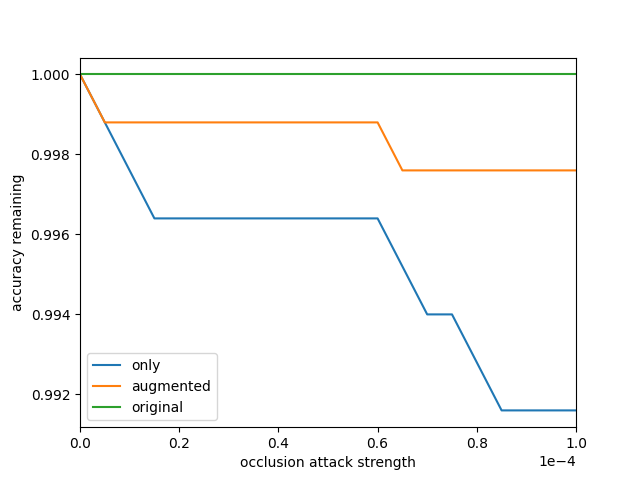 1.000
0.998
0.996
0.994
0.992
accuracy remaining
only
augmented
original
0.0 0.2 0.4 0.6 0.8 1.0
occlusion attack strength
1e−4